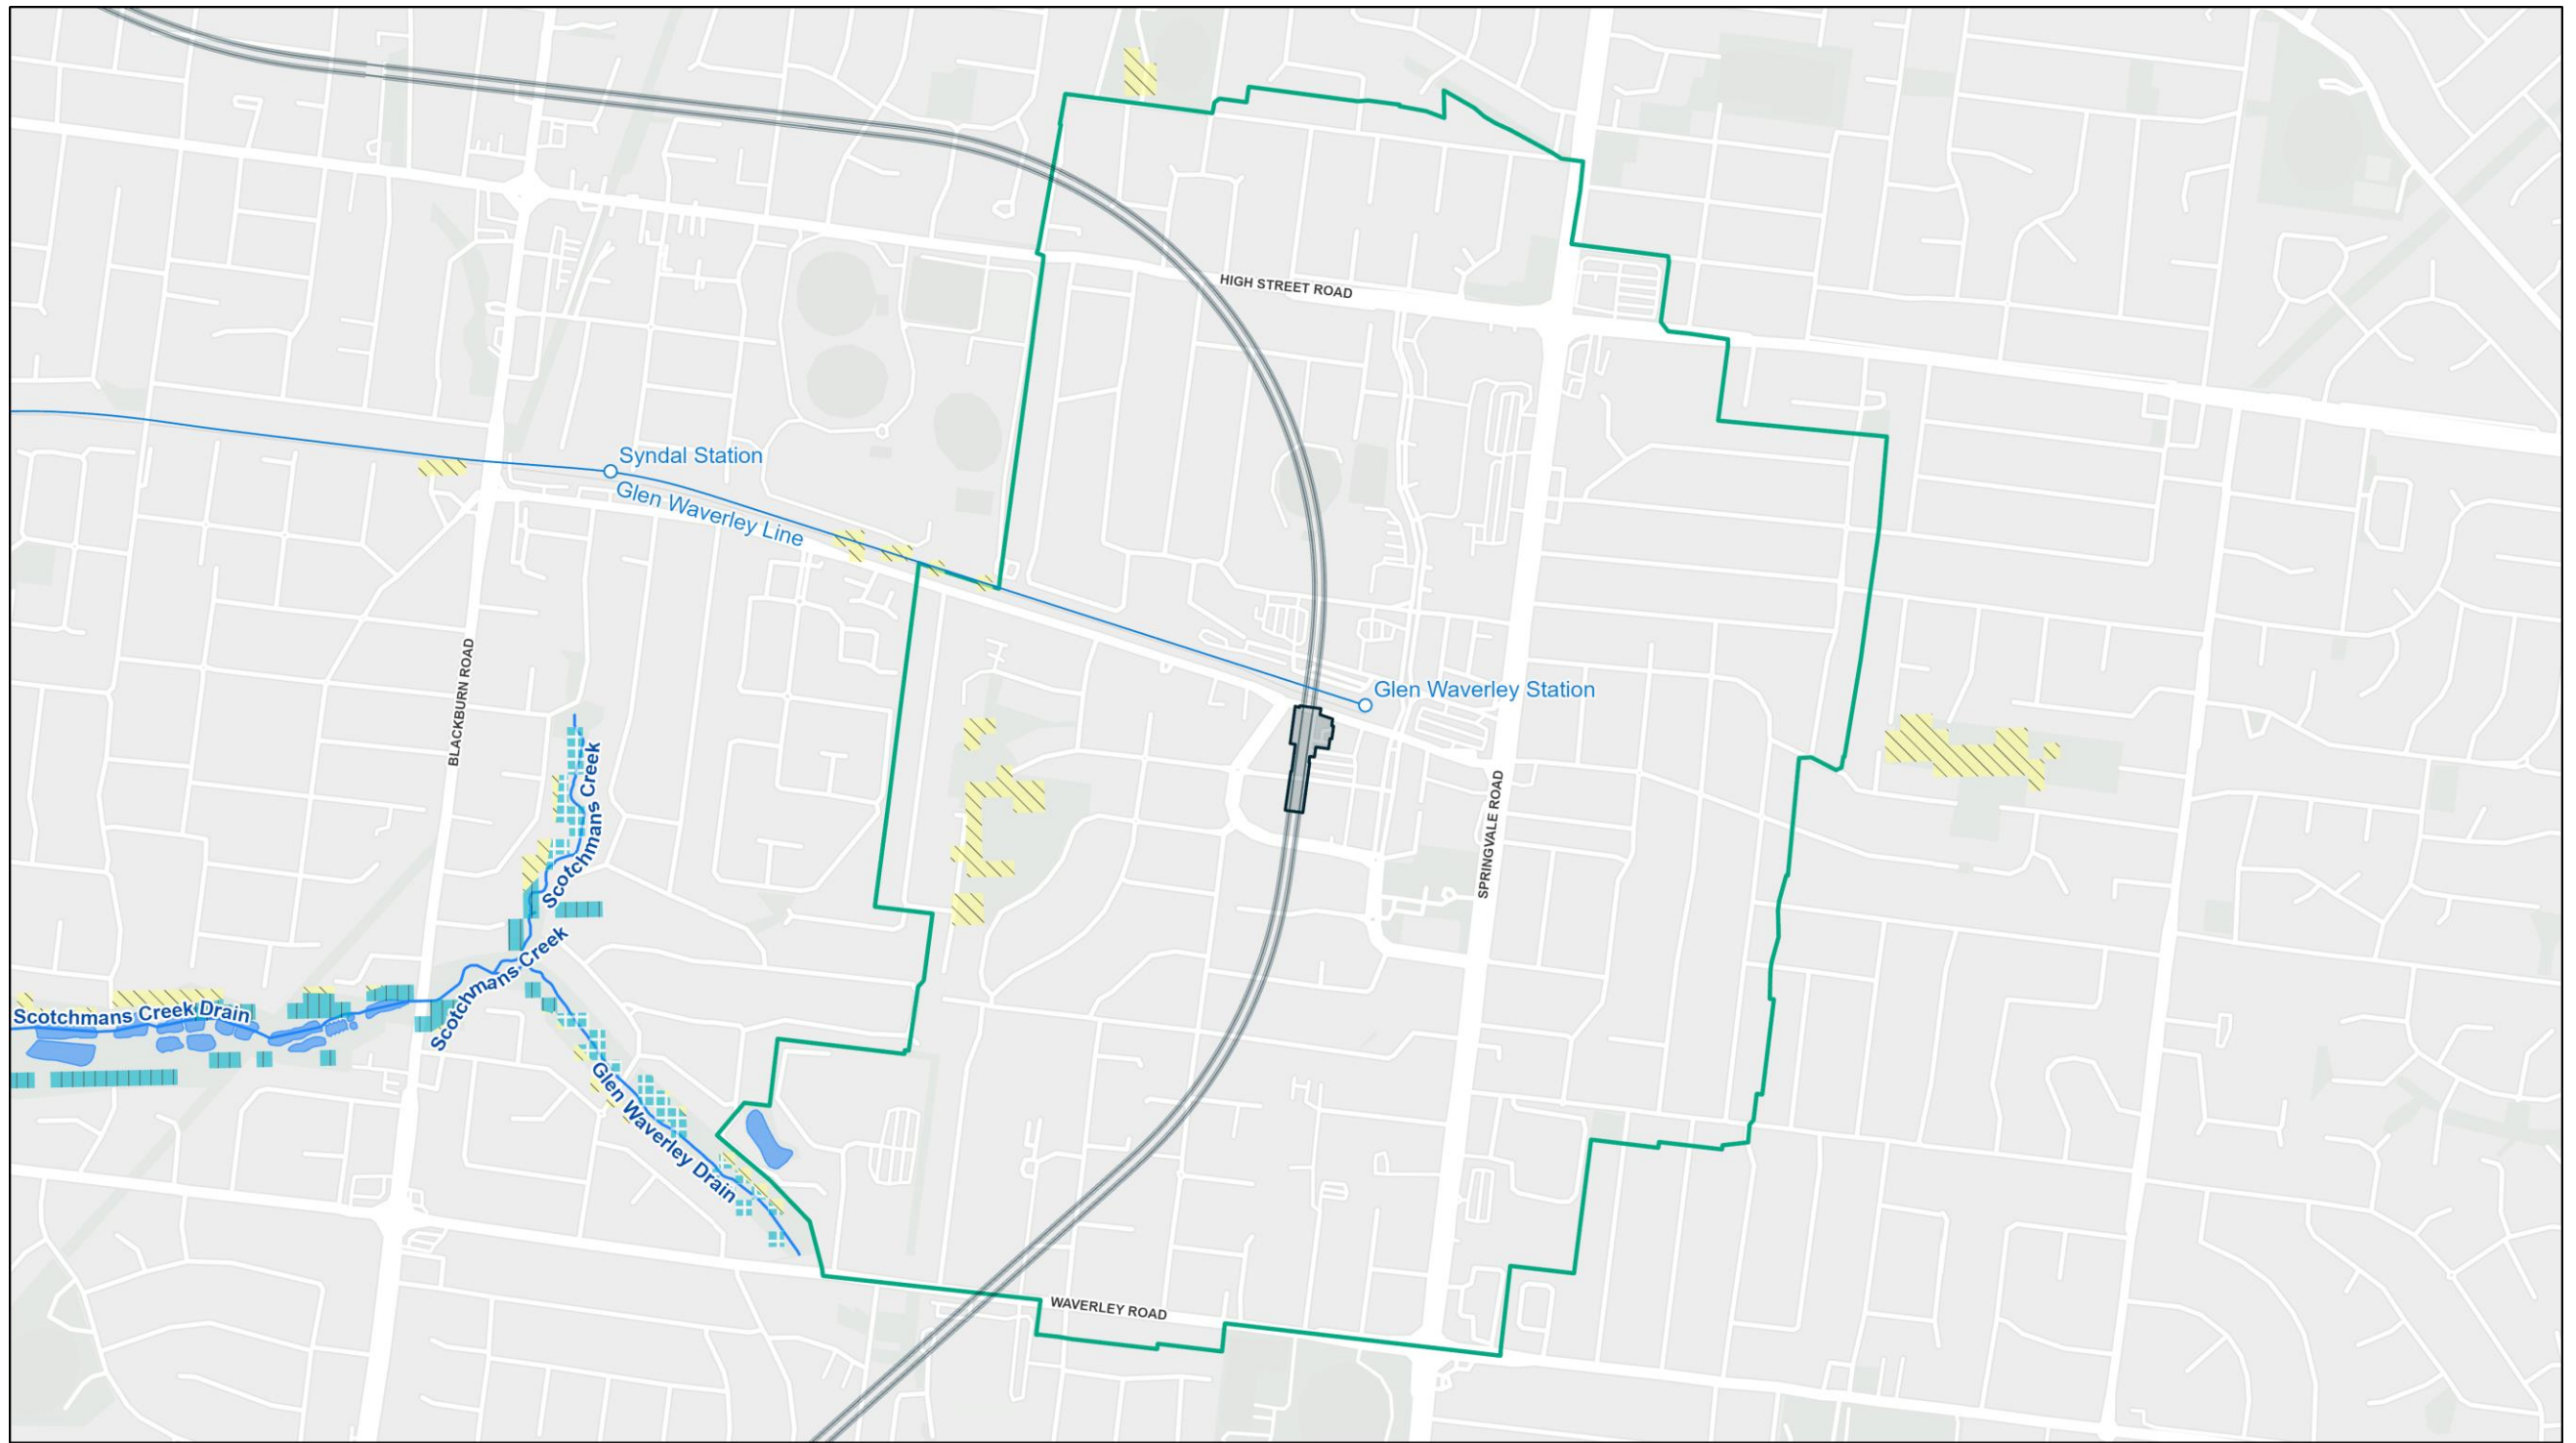 HIGH STREET ROAD
Syndal Station
Glen Waverley Line
Glen Waverley Station
BLACKBURN ROAD
SPRINGVALE ROAD
Scotchmans Creek
Scotchmans Creek
Scotchmans Creek Drain
Glen Waverley Drain
WAVERLEY ROAD